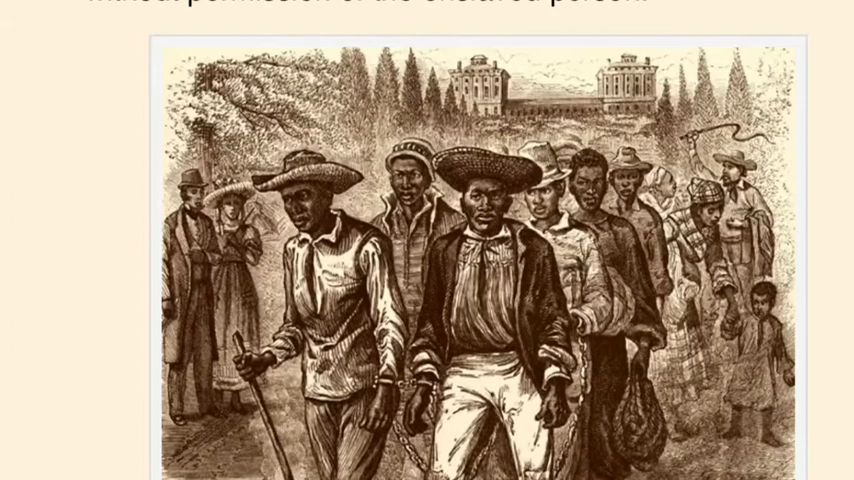 without permission of the enslaved person.